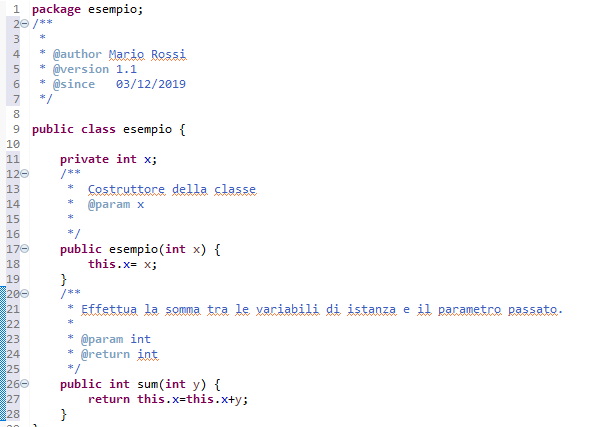 1 package esempio;
2 /**
3 *
4 * @author Mario Rossi
5 * @version 1.1
6 * @since 03/12/2019
7 */
8
9 public class esempio {
10
11 private int x;
12 /**
13 * Costruttore della classe
14 * @param x
15 *
16 */
17 public esempio(int x) {
18 this.x= x;
19 }
20 /**
21 * Effettua la somma tra le variabili di istanza e il parametro passato.
22 *
23 * @param int
24 * @return int
25 */
26 public int sum(int y) {
27 return this.x=this.x+y;
28 }